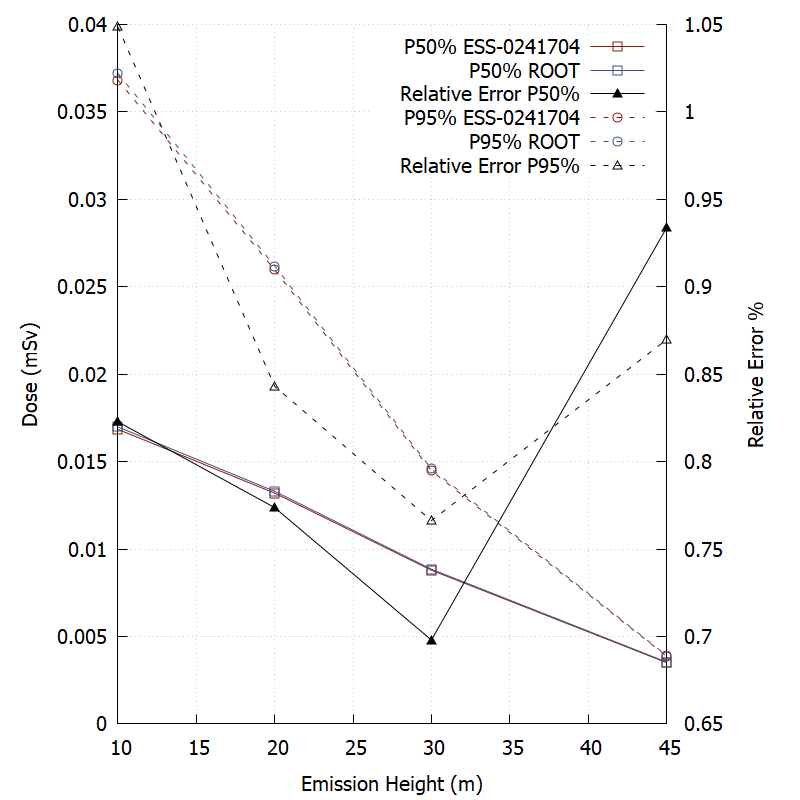 0.04
0.035
0.03
0.025
0.02
0.015
0.01
0.005
0
Dose (mSv)
P50% ESS-0241704
P50% ROOT
Relative Error P50%
P95% ESS-0241704
P95% ROOT
Relative Error P95%
1.05
1
0.95
0.9
0.85
0.8
0.75
0.7
0.65
Relative Error %
10 15 20 25 30 35 40 45
Emission Height (m)